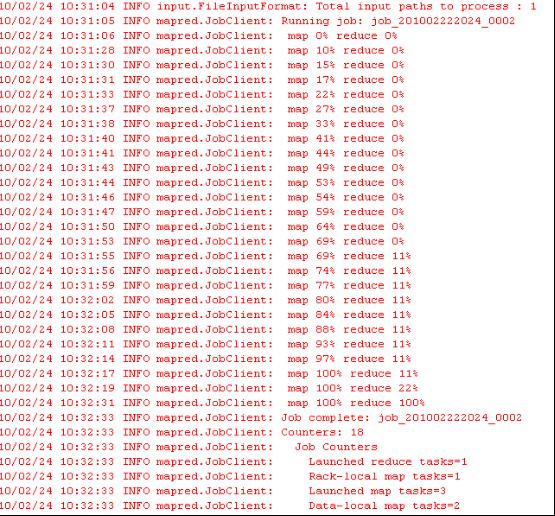 10/02/24 10:31:04 INFO input.FileInputFormat: Total input paths to process : 1
10/02/24 10:31:05 INFO mapred.JobClient: Running job: job_201002222024_0002
10/02/24 10:31:06 INFO mapred.JobClient:  map 0% reduce 0%
10/02/24 10:31:28 INFO mapred.JobClient:  map 10% reduce 0%
10/02/24 10:31:30 INFO mapred.JobClient:  map 15% reduce 0%
10/02/24 10:31:31 INFO mapred.JobClient:  map 17% reduce 0%
10/02/24 10:31:33 INFO mapred.JobClient:  map 22% reduce 0%
10/02/24 10:31:37 INFO mapred.JobClient:  map 27% reduce 0%
10/02/24 10:31:38 INFO mapred.JobClient:  map 33% reduce 0%
10/02/24 10:31:40 INFO mapred.JobClient:  map 41% reduce 0%
10/02/24 10:31:41 INFO mapred.JobClient:  map 44% reduce 0%
10/02/24 10:31:43 INFO mapred.JobClient:  map 49% reduce 0%
10/02/24 10:31:44 INFO mapred.JobClient:  map 53% reduce 0%
10/02/24 10:31:46 INFO mapred.JobClient:  map 54% reduce 0%
10/02/24 10:31:47 INFO mapred.JobClient:  map 59% reduce 0%
10/02/24 10:31:50 INFO mapred.JobClient:  map 64% reduce 0%
10/02/24 10:31:53 INFO mapred.JobClient:  map 69% reduce 0%
10/02/24 10:31:55 INFO mapred.JobClient:  map 69% reduce 11%
10/02/24 10:31:56 INFO mapred.JobClient:  map 74% reduce 11%
10/02/24 10:31:59 INFO mapred.JobClient:  map 77% reduce 11%
10/02/24 10:32:02 INFO mapred.JobClient:  map 80% reduce 11%
10/02/24 10:32:05 INFO mapred.JobClient:  map 84% reduce 11%
10/02/24 10:32:08 INFO mapred.JobClient:  map 88% reduce 11%
10/02/24 10:32:11 INFO mapred.JobClient:  map 93% reduce 11%
10/02/24 10:32:14 INFO mapred.JobClient:  map 97% reduce 11%
10/02/24 10:32:17 INFO mapred.JobClient:  map 100% reduce 11%
10/02/24 10:32:19 INFO mapred.JobClient:  map 100% reduce 22%
10/02/24 10:32:31 INFO mapred.JobClient:  map 100% reduce 100%
10/02/24 10:32:33 INFO mapred.JobClient: Job complete: job_201002222024_0002
10/02/24 10:32:33 INFO mapred.JobClient: Counters: 18
10/02/24 10:32:33 INFO mapred.JobClient:   Job Counters
10/02/24 10:32:33 INFO mapred.JobClient:     Launched reduce tasks=1
10/02/24 10:32:33 INFO mapred.JobClient:     Rack-local map tasks=1
10/02/24 10:32:33 INFO mapred.JobClient:     Launched map tasks=3
10/02/24 10:32:33 INFO mapred.JobClient:     Data-local map tasks=2